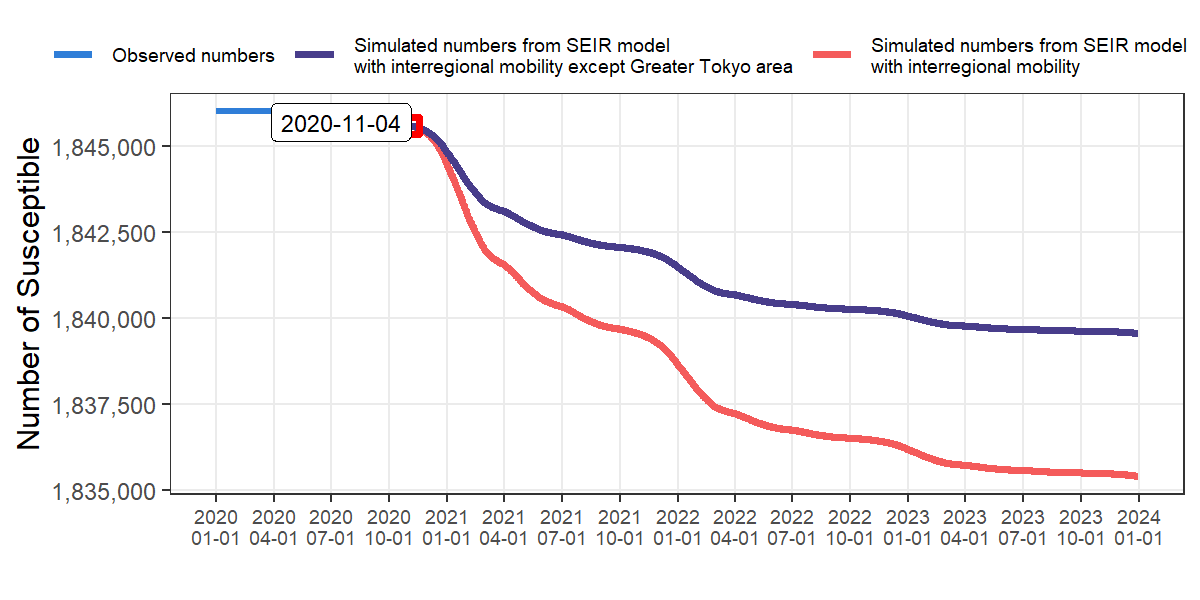 Observed numbers
Simulated numbers from SEIR model
with interregional mobility except Greater Tokyo area
Simulated numbers from SEIR model
with interregional mobility
Number of Susceptible
1,845,000
1,842,500
1,840,000
1,837,500
1,835,000
2020-11-04
2020 2020 2020 2020 2021 2021 2021 2021 2022 2022 2022 2022 2023 2023 2023 2023 2024
01-01 04-01 07-01 10-01 01-01 04-01 07-01 10-01 01-01 04-01 07-01 10-01 01-01 04-01 07-01 10-01 01-01